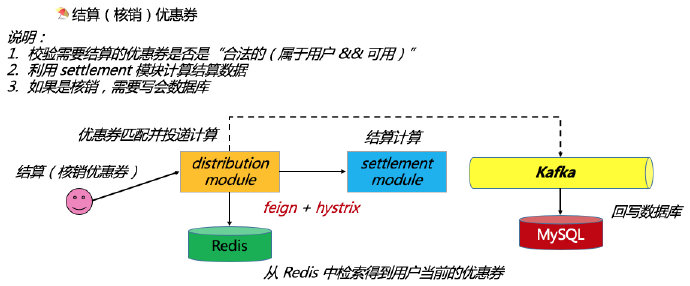 结算（核销）优惠券
说明：
1. 校验需要结算的优惠券是否是“合法的（属于用户 && 可用）”
2. 利用 settlement 模块计算结算数据
3. 如果是核销，需要写会数据库
优惠券匹配并投递计算
结算计算
结算（核销优惠券）
distribution
module
settlement
module
Kafka
feign + hystrix
回写数据库
Redis
MySQL
从 Redis 中检索得到用户当前的优惠券